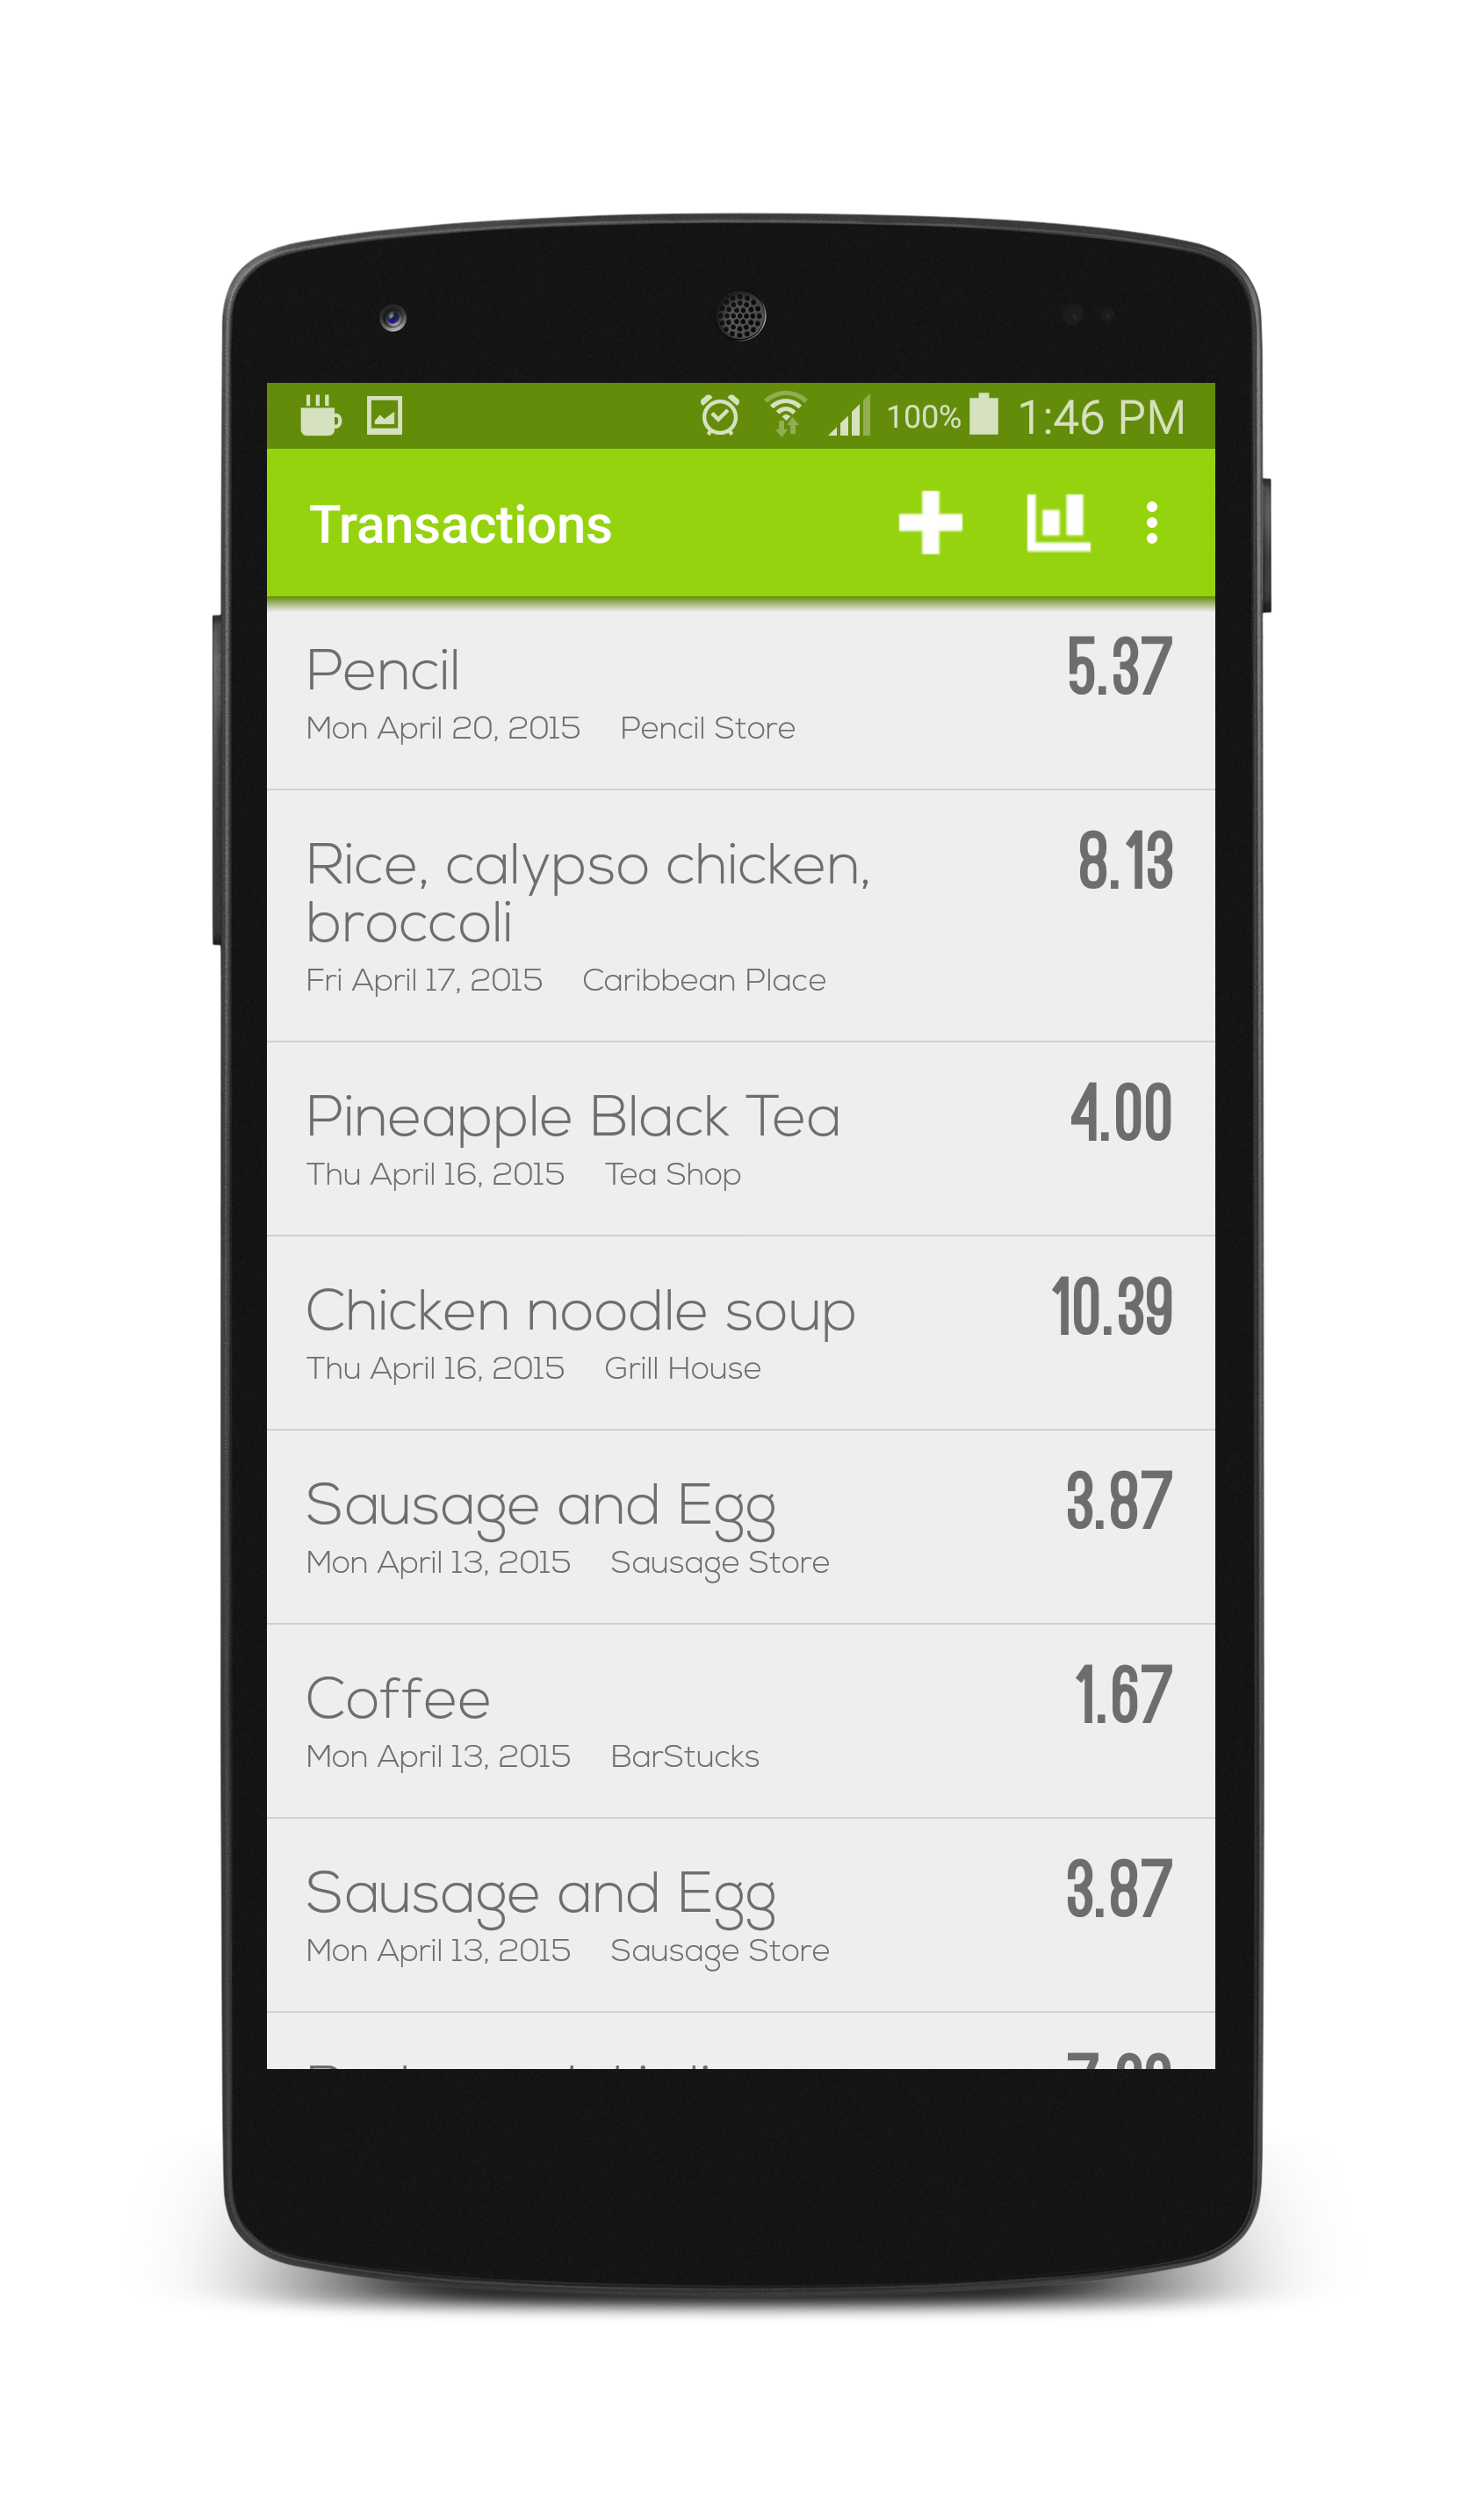 100% 1:46 PM
Transactions
Pencil 5.37
Mon April 20, 2015 Pencil Store
Rice, calypso chicken, 8.13
broccoli
Fri April 17, 2015 Caribbean Place
Pineapple Black Tea 4.00
Thu April 16, 2015 Tea Shop
Chicken noodle soup 10.39
Thu April 16, 2015 Grill House
Sausage and Egg 3.87
Mon April 13, 2015 Sausage Store
Coffee 1.67
Mon April 13, 2015 BarStucks
Sausage and Egg 3.87
Mon April 13, 2015 Sausage Store